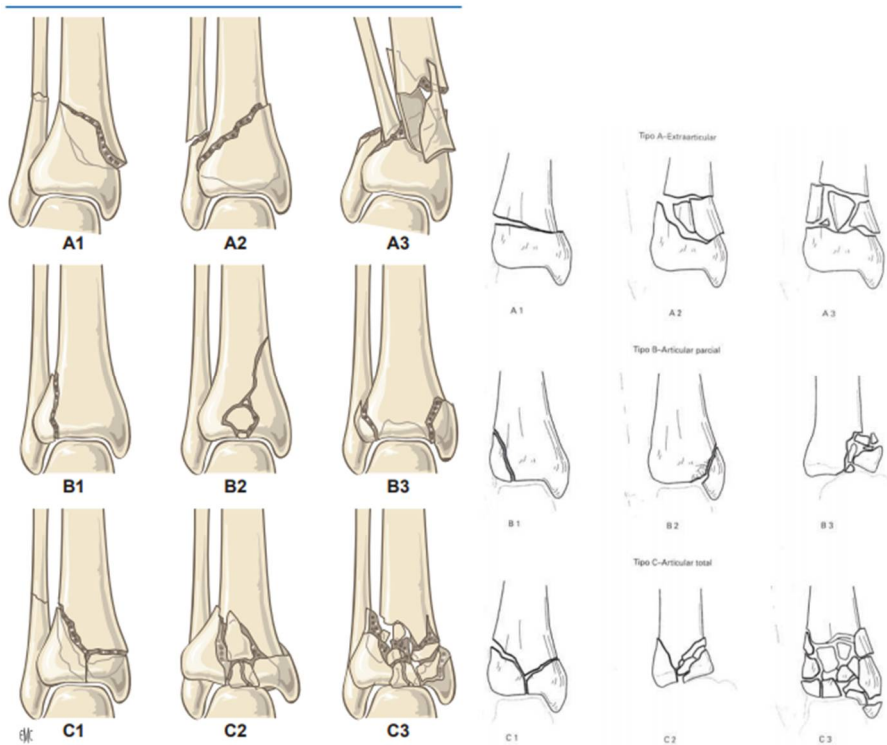 A1 A2 A3
B1 B2 B3
C1 C2 C3
EMC
Tipo A–Extraarticular
A 1 A 2 A 3
Tipo B–Articular parcial
B 1 B 2 B 3
Tipo C–Articular total
C 1 C 2 C 3